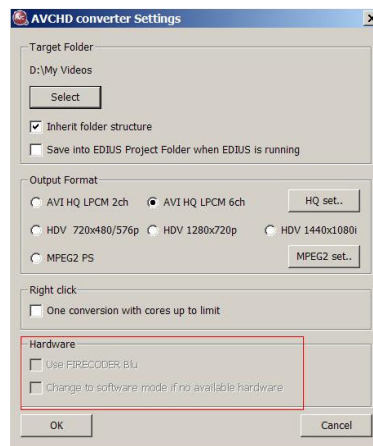 AVCHD converter Settings
Target Folder
D:\My Videos
Select
Inherit folder structure
Save into EDIUS Project Folder when EDIUS is running
Output Format
AVI HQ LPCM 2ch AVI HQ LPCM 6ch HQ set..
HDV 720x480/576p HDV 1280x720p HDV 1440x1080i
MPEG2 PS MPEG2 set..
Right click
One conversion with cores up to limit
Hardware
Use FIRECODER Blu
Change to software mode if no available hardware
OK Cancel